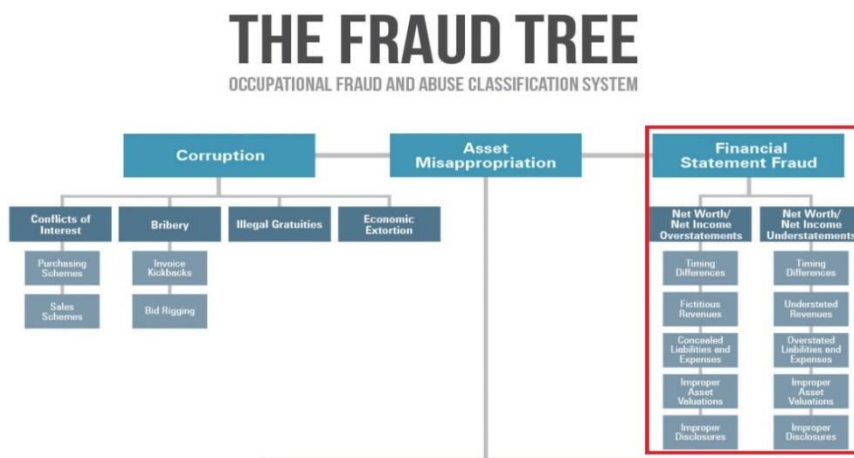 THE FRAUD TREE
OCCUPATIONAL FRAUD AND ABUSE CLASSIFICATION SYSTEM
Corruption
Asset
Misappropriation
Financial
Statement Fraud
Conflicts of
Interest
Bribery
Illegal Gratuities
Economic
Extortion
Net Worth/
Net Income
Overstatements
Net Worth/
Net Income
Understatements
Purchasing
Schemes
Invoice
Kickbacks
Timing
Differences
Timing
Differences
Sales
Schemes
Bid Rigging
Fictitious
Revenues
Understated
Revenues
Concealed
Liabilities and
Expenses
Overstated
Liabilities and
Expenses
Improper
Asset
Valuations
Improper
Asset
Valuations
Improper
Disclosures
Improper
Disclosures